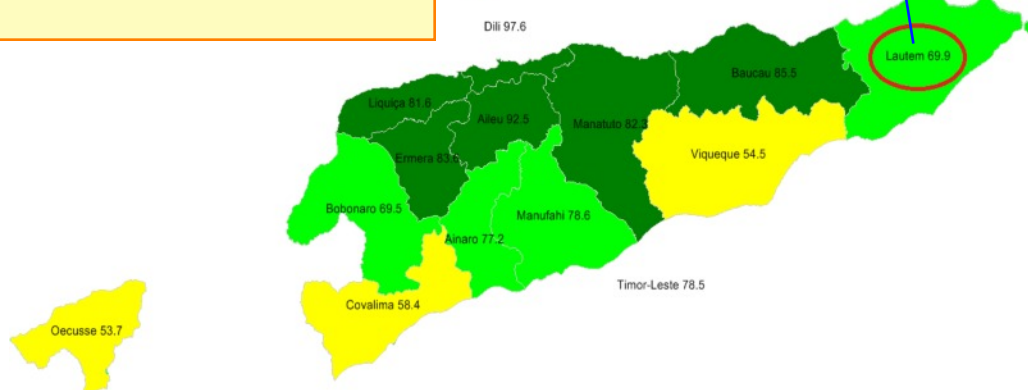 Dili 97.6
Lautem 69.9
Baucau 85.5
Liquiça 81.6
Aileu 92.5
Manatuto 82.3
Ermera 83.6
Viqueque 54.5
Bobonaro 69.5
Manufahi 78.6
Ainaro 77.2
Timor-Leste 78.5
Covalima 58.4
Oecusse 53.7